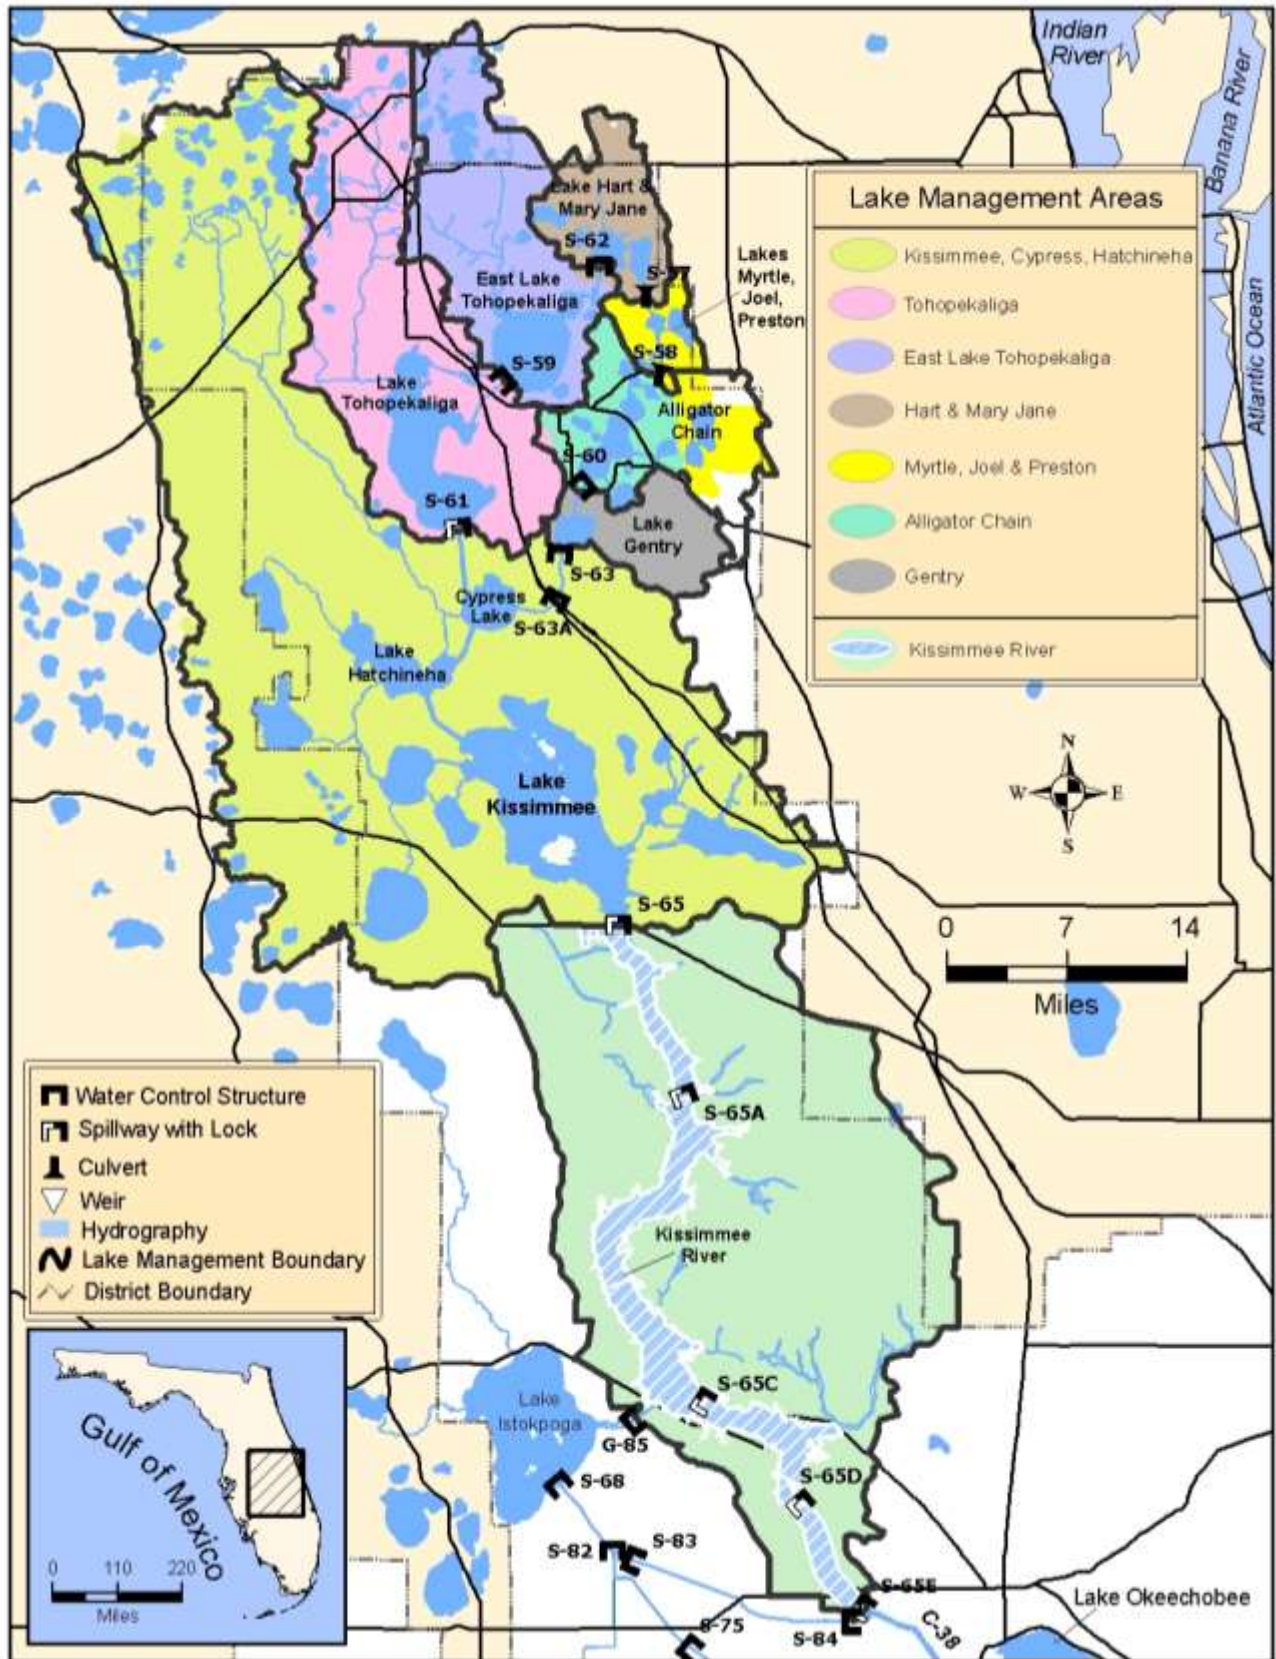 Indian
River
Banana River
Atlantic Ocean
Lake Management Areas
Kissimmee, Cypress, Hatchineha
Tohopekaliga
East Lake Tohopekaliga
Hart & Mary Jane
Myrtle, Joel & Preston
Alligator Chain
Gentry
Kissimmee River
Lake Hart &
Mary Jane
S-62
S-57
Lakes
Myrtle,
Joel,
Preston
East Lake
Tohopekaliga
S-59
S-58
Lake
Tohopekaliga
Alligator
Chain
S-60
S-61
Lake
Gentry
S-63
Cypress
Lake
S-63A
Lake
Hatchineha
Lake
Kissimmee
N
W
E
S
0 7 14
Miles
S-65
S-65A
Kissimmee
River
Water Control Structure
Spillway with Lock
Culvert
Weir
Hydrography
Lake Management Boundary
District Boundary
Gulf of Mexico
0 110 220
Miles
Lake
Istokpoga
S-65C
G-85
S-68
S-65D
S-82
S-83
S-65E
S-84
S-75
C-38
Lake Okeechobee